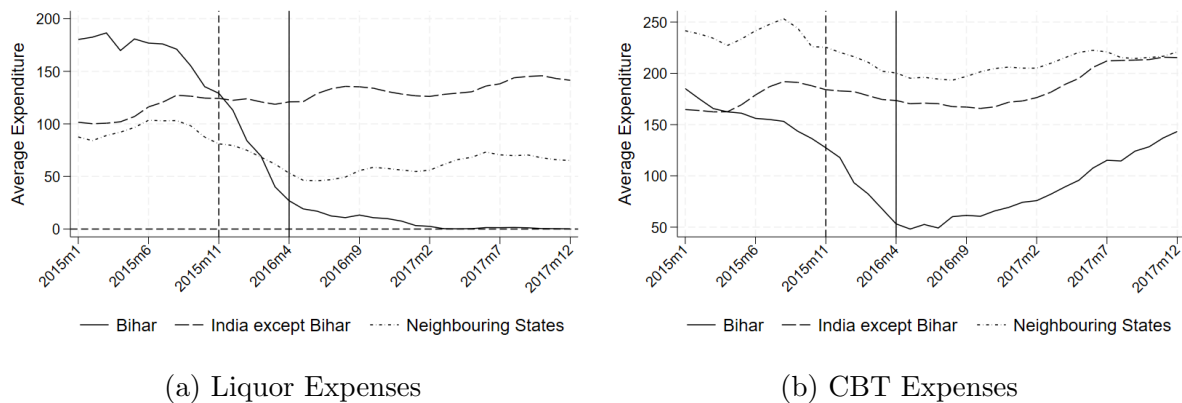 Average Expenditure
200
150
100
50
0
2015m1
2015m6
2015m11
2016m4
2016m9
2017m2
2017m7
2017m12
Bihar India except Bihar Neighbouring States
(a) Liquor Expenses
Average Expenditure
250
200
150
100
50
2015m1
2015m6
2015m11
2016m4
2016m9
2017m2
2017m7
2017m12
Bihar India except Bihar Neighbouring States
(b) CBT Expenses